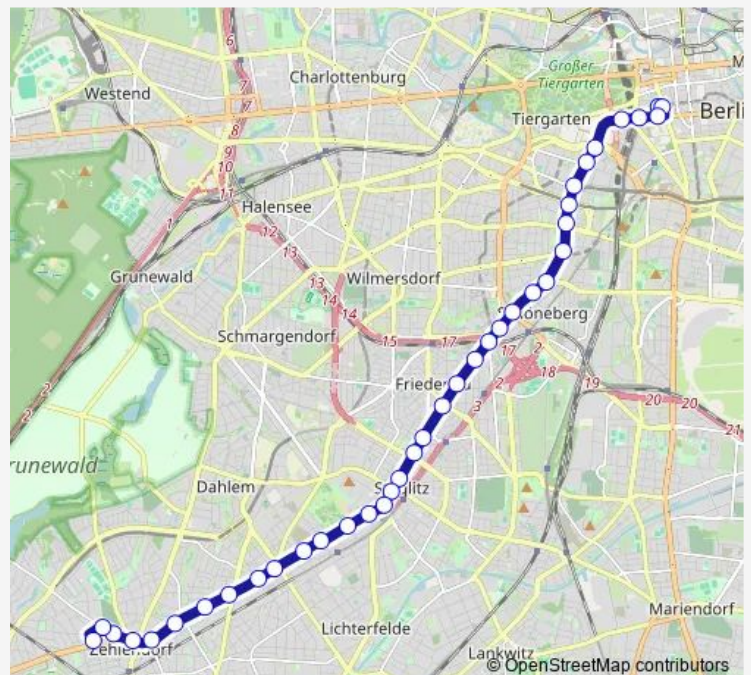 6
7
Großer
Tiergarten
M
Charlottenburg
Westend
7
8
Tiergarten
Berli
9
10
11
1
Halensee
12
13
Grunewald
13
Wilmersdorf
14
14
Schöneberg
Schmargendorf
15
17
17
2
18
2
Friedenau
2
19
3
20
20
21
2
runewald
Dahlem
Steglitz
Mariendorf
Lichterfelde
Zehlendorf
Lankwitz
© OpenStreetMap contributors